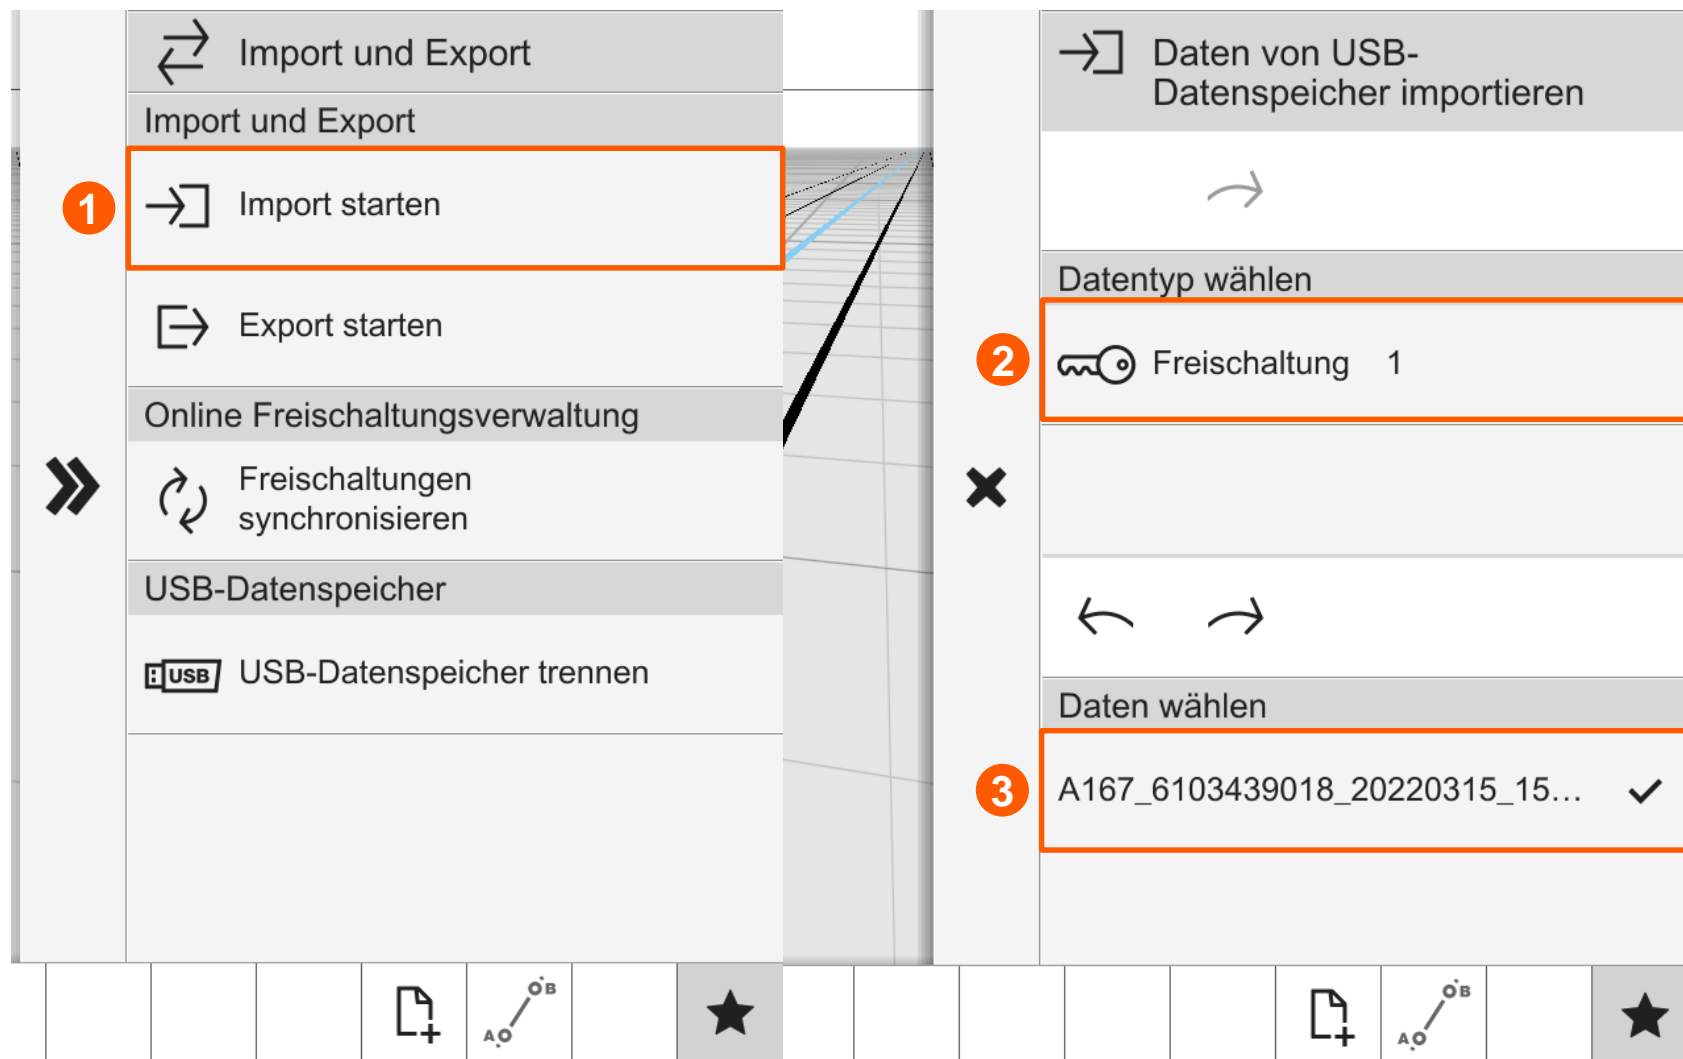 Import und Export
Import und Export
1
Import starten
Export starten
Online Freischaltungsverwaltung
Freischaltungen
synchronisieren
USB-Datenspeicher
USB
USB-Datenspeicher trennen
A
B
Daten von USB-
Datenspeicher importieren
Datentyp wählen
2
Freischaltung 1
Daten wählen
3
A167_6103439018_20220315_15...
A
B